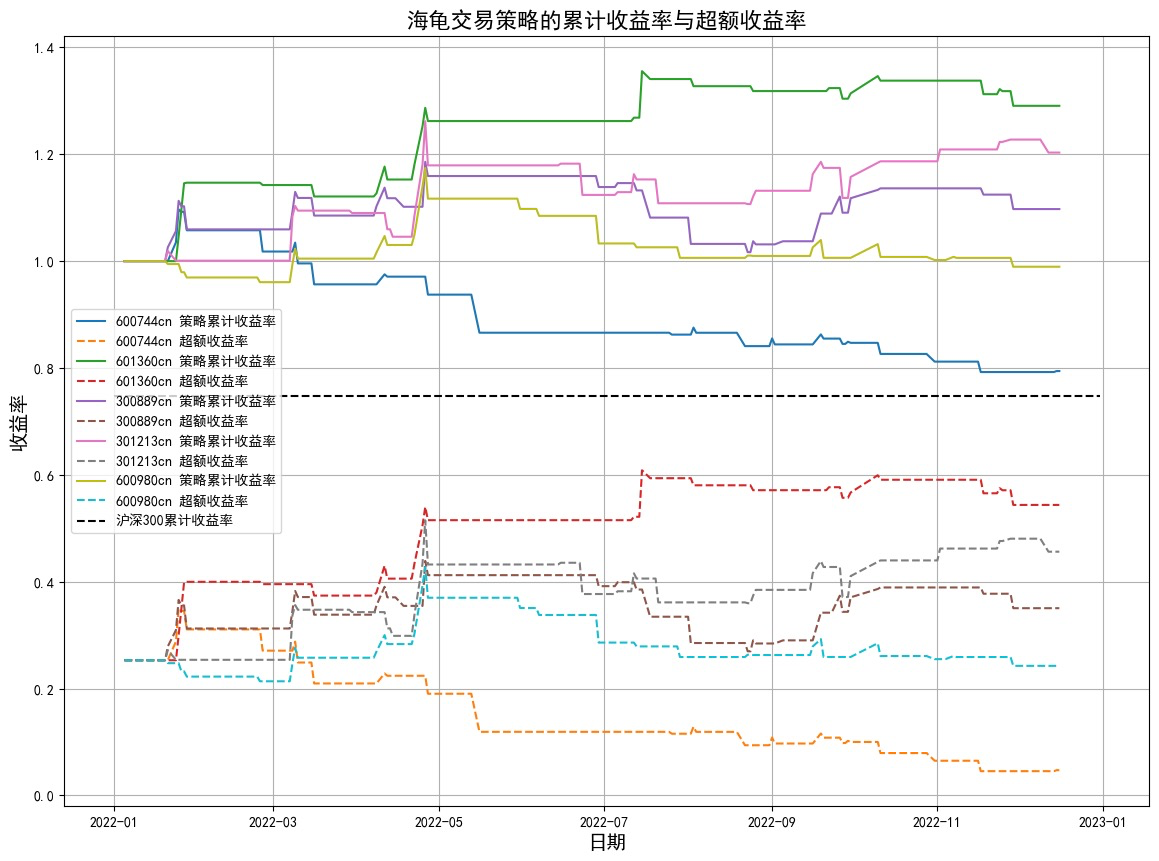 海龟交易策略的累计收益率与超额收益率
收益率
1.4
1.2
1.0
0.8
0.6
0.4
0.2
0.0
600744cn 策略累计收益率
600744cn 超额收益率
601360cn 策略累计收益率
601360cn 超额收益率
300889cn 策略累计收益率
300889cn 超额收益率
301213cn 策略累计收益率
301213cn 超额收益率
600980cn 策略累计收益率
600980cn 超额收益率
沪深300累计收益率
2022-01 2022-03 2022-05 2022-07 2022-09 2022-11 2023-01
日期